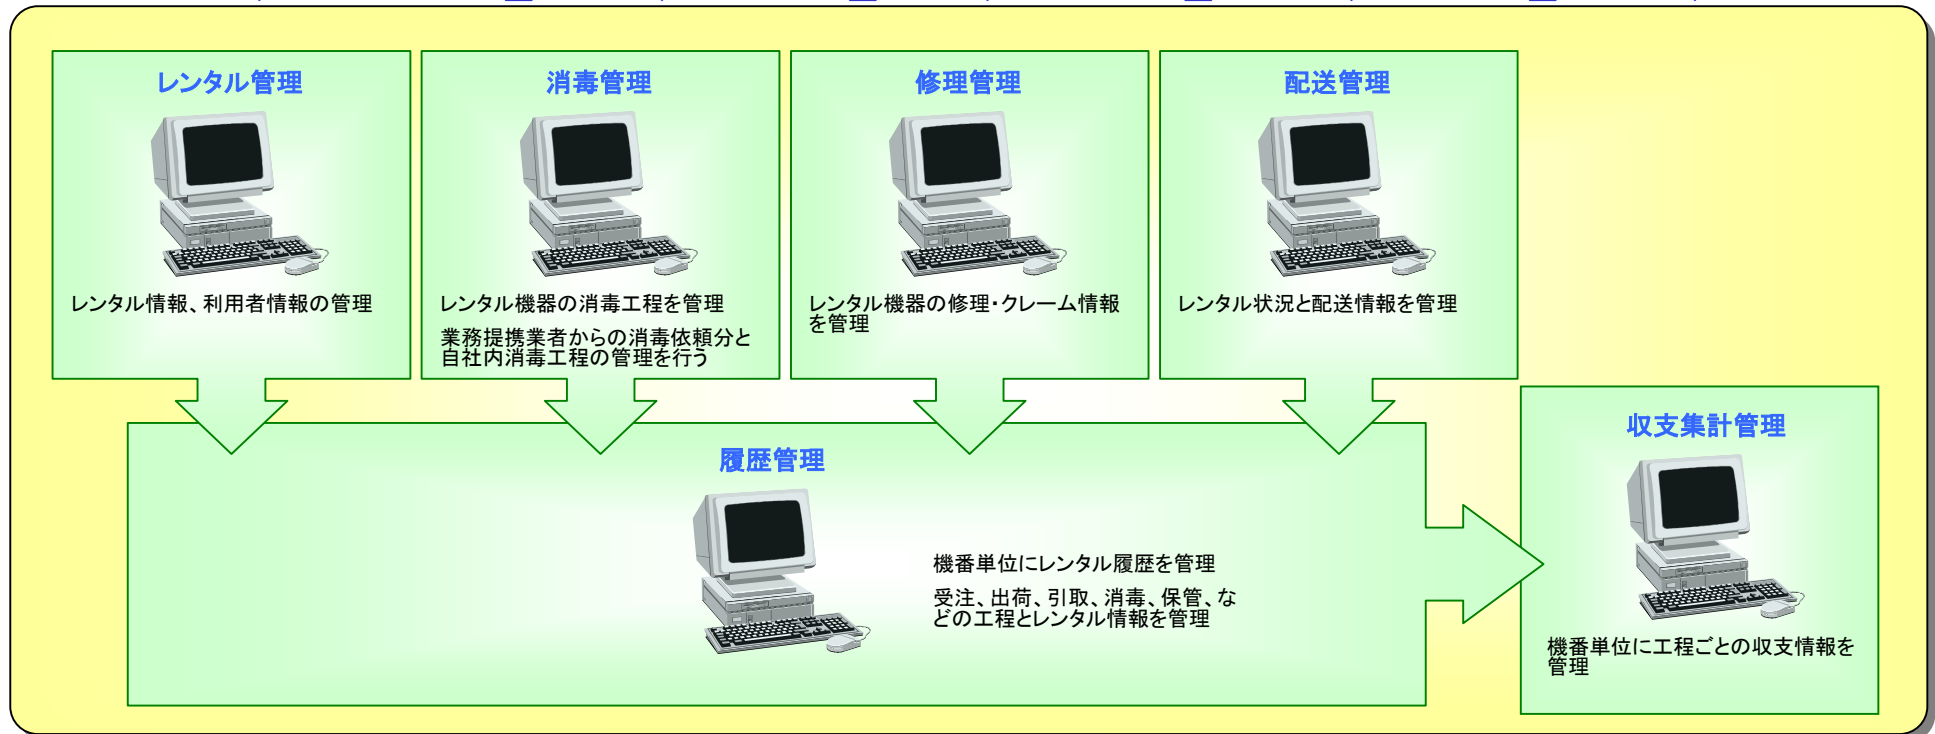 レンタル管理
レンタル情報、利用者情報の管理
消毒管理
レンタル機器の消毒工程を管理
業務提携業者からの消毒依頼分と
自社内消毒工程の管理を行う
修理管理
レンタル機器の修理・クレーム情報
を管理
配送管理
レンタル状況と配送情報を管理
履歴管理
機番単位にレンタル履歴を管理
受注、出荷、引取、消毒、保管、な
どの工程とレンタル情報を管理
収支集計管理
機番単位に工程ごとの収支情報を
管理